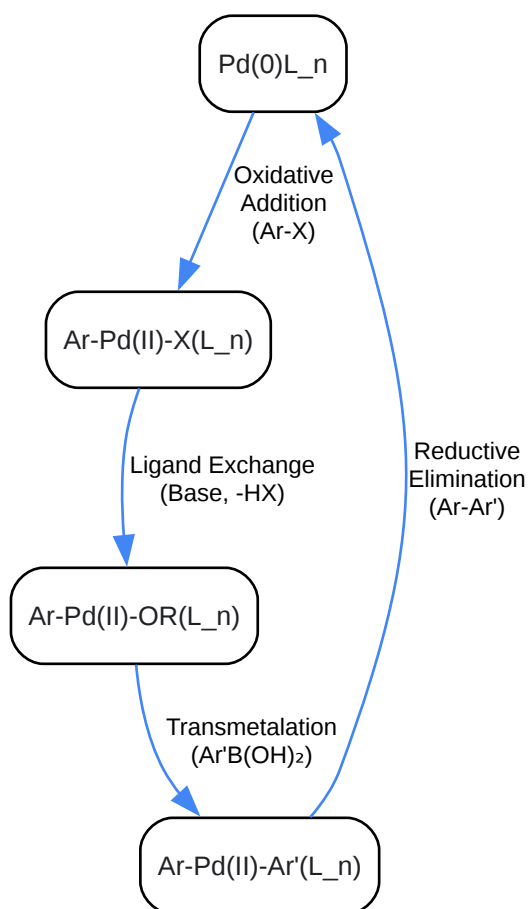 Pd(0)L_n
Oxidative
Addition
(Ar-X)
Ar-Pd(II)-X(L_n)
Ligand Exchange
(Base, -HX)
Reductive
Elimination
(Ar-Ar')
Ar-Pd(II)-OR(L_n)
Transmetalation
(Ar'B(OH)₂)
Ar-Pd(II)-Ar'(L_n)